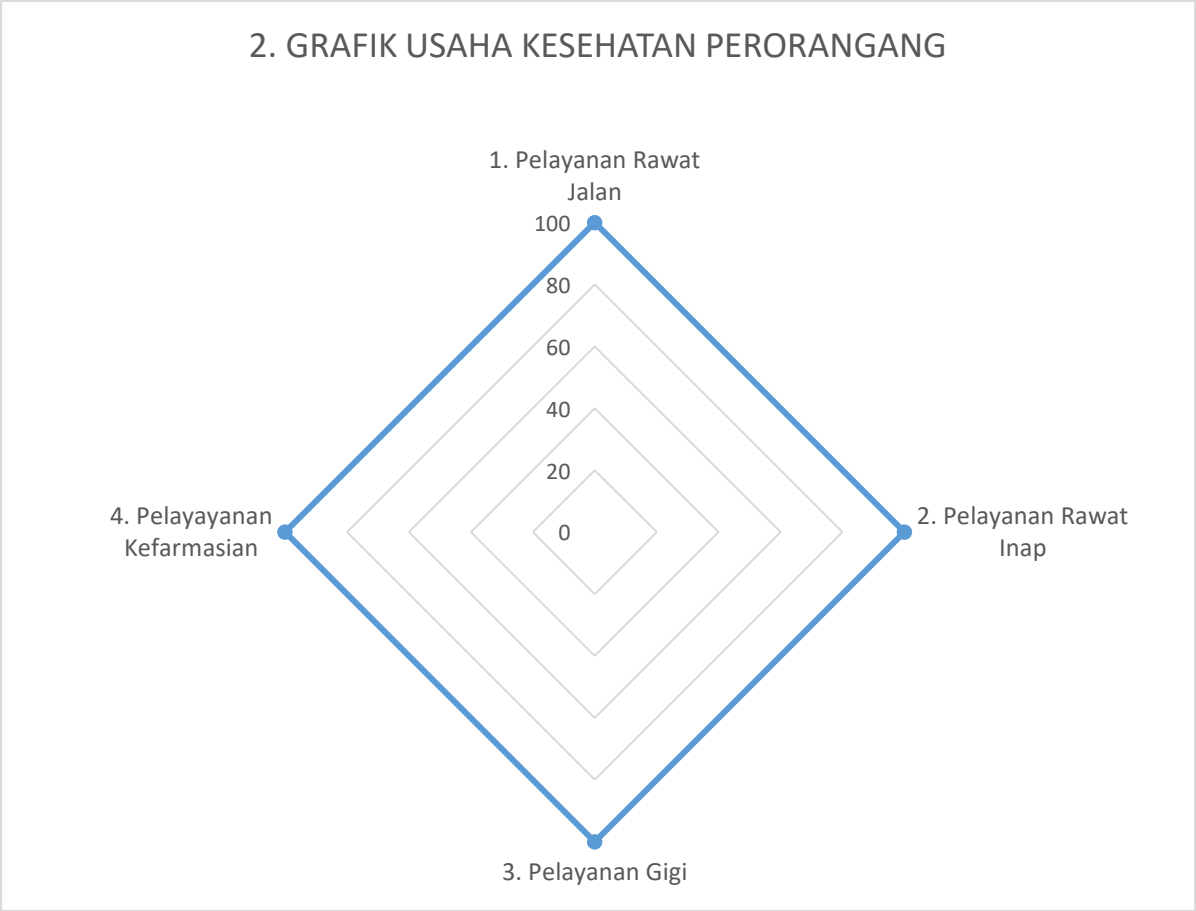 2. GRAFIK USAHA KESEHATAN PERORANGANG
1. Pelayanan Rawat
Jalan
100
80
60
40
20
0
4. Pelayayanan
Kefarmasian
2. Pelayanan Rawat
Inap
3. Pelayanan Gigi